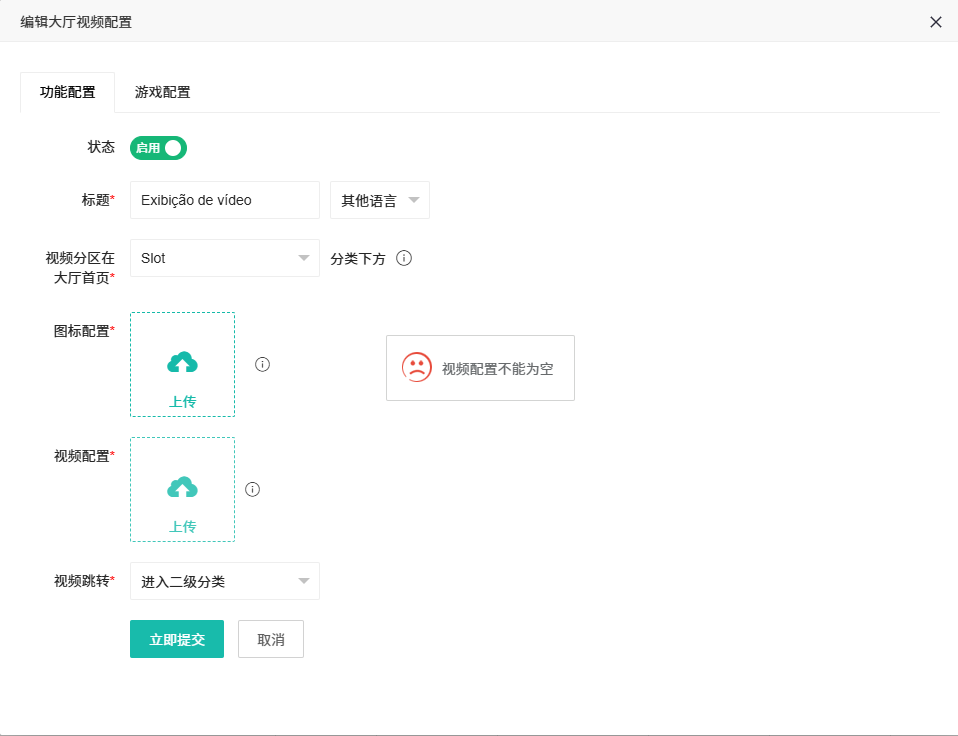 编辑大厅视频配置
功能配置 游戏配置
状态 启用
标题* Exibição de vídeo 其他语言
视频分区在
大厅首页* Slot 分类下方
图标配置*
上传
视频配置不能为空
视频配置*
上传
视频跳转* 进入二级分类
立即提交 取消